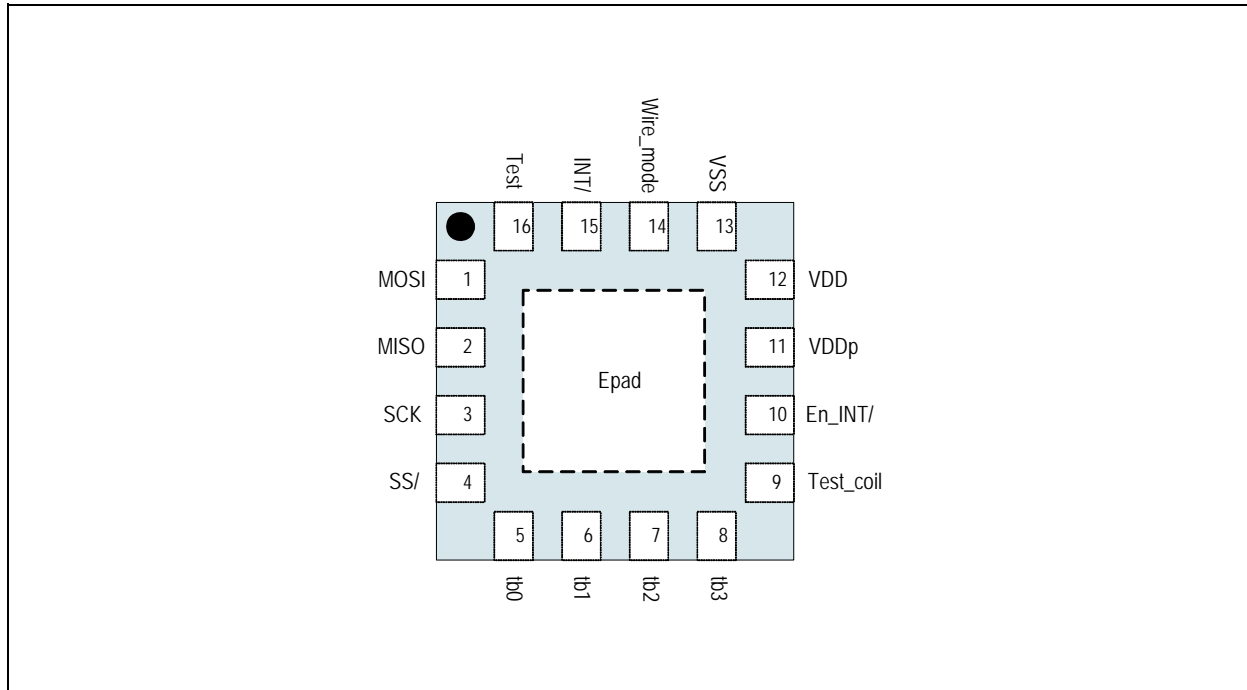 Test
INT/
Wire_mode
VSS
16
15
14
13
MOSI 1
12 VDD
MISO 2
11 VDDp
Epad
SCK 3
10 En_INT/
SS/ 4
9 Test_coil
5
6
7
8
tb0
tb1
tb2
tb3